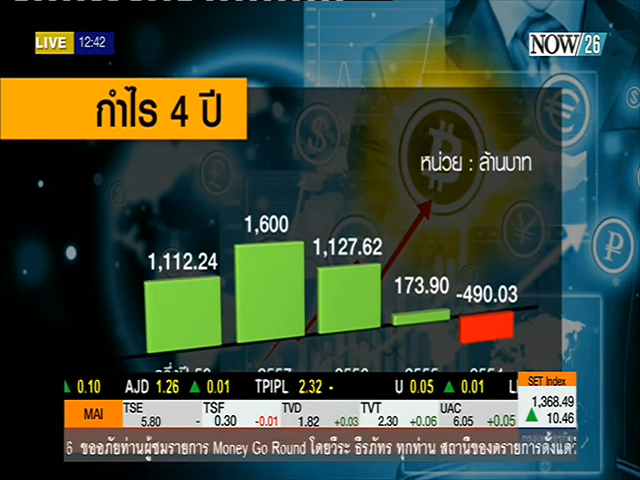 LIVE 12:42
NOW 26
กำไร 4 ปี
หน่วย : ล้านบาท
1,112.24
1,600
1,127.62
173.90
-490.03
0.10 AJD 1.26 ▲ 0.01 TPIPL 2.32 - U 0.05 ▲ 0.01
SET Index
1,368.49
▲ 10.46
MAI
TSE 5.80 -
TSF 0.30 -0.01
TVD 1.82 +0.03
TVT 2.30 +0.06
UAC 6.05 +0.05
6 ขออภัยท่านผู้ชมรายการ Money Go Round โดยวีระ ธีรภัทร ทุกท่าน สถานีของดรายการตั้งแต่ว